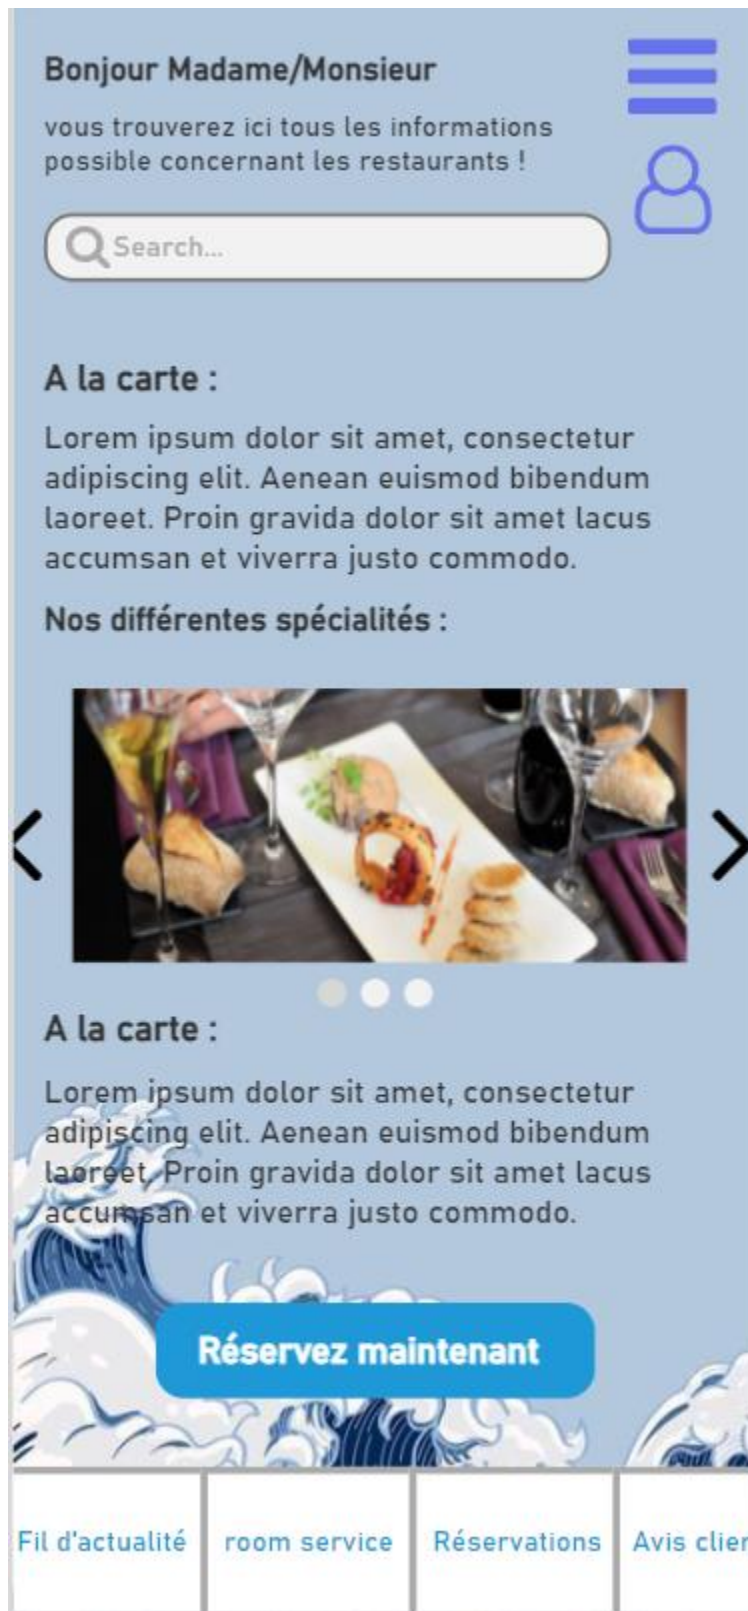 Bonjour Madame/Monsieur
vous trouverez ici tous les informations
possible concernant les restaurants !
Search...
A la carte :
Lorem ipsum dolor sit amet, consectetur
adipiscing elit. Aenean euismod bibendum
laoreet. Proin gravida dolor sit amet lacus
accumsan et viverra justo commodo.
Nos différentes spécialités :
A la carte :
Lorem ipsum dolor sit amet, consectetur
adipiscing elit. Aenean euismod bibendum
laoreet. Proin gravida dolor sit amet lacus
accumsan et viverra justo commodo.
Réservez maintenant
Fil d'actualité
room service
Réservations
Avis clien